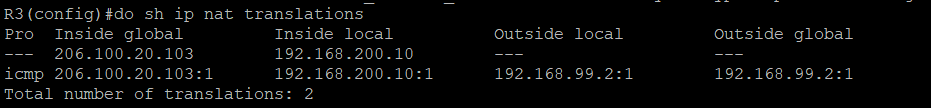 R3(config)#do sh ip nat translations
Pro Inside global Inside local Outside local Outside global
--- 206.100.20.103 192.168.200.10 --- ---
icmp 206.100.20.103:1 192.168.200.10:1 192.168.99.2:1 192.168.99.2:1
Total number of translations: 2